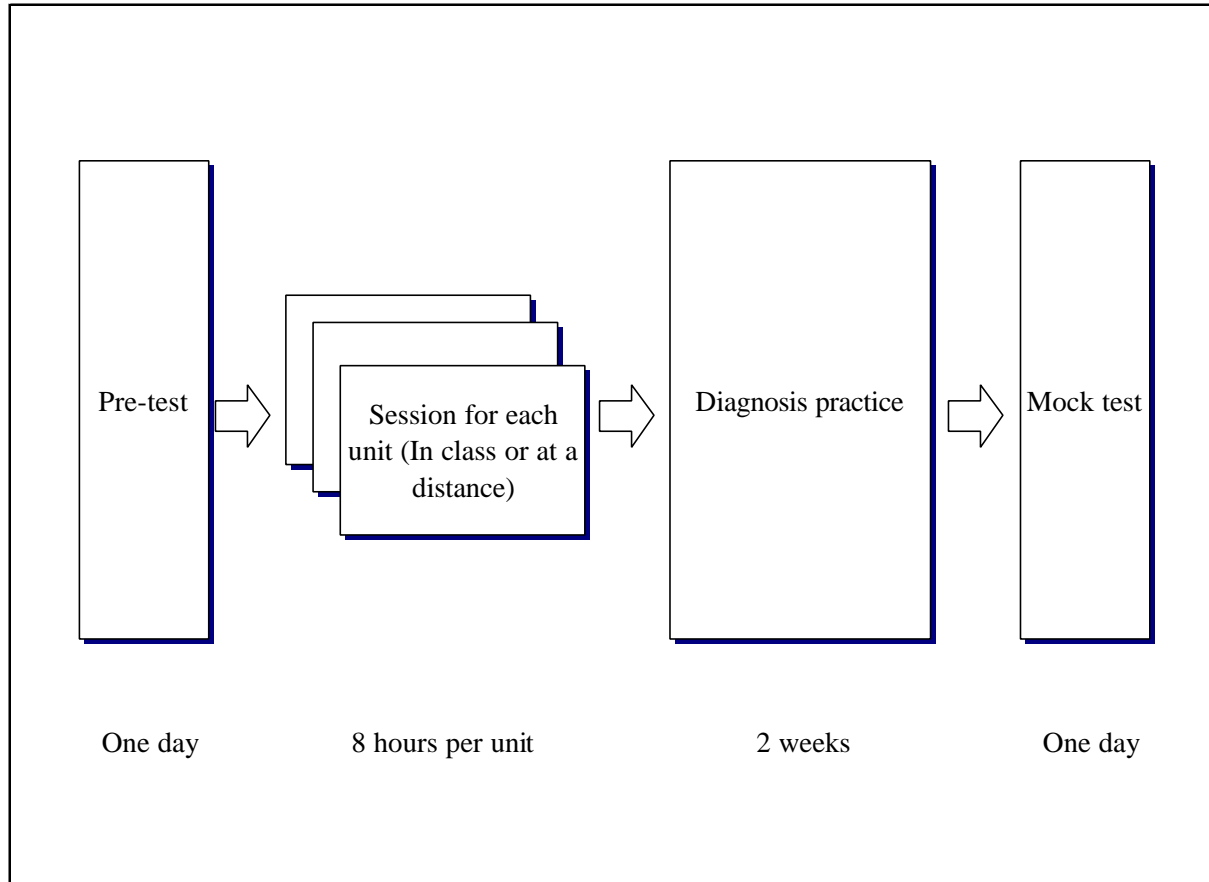 Pre-test
Session for each
unit (In class or at a
distance)
Diagnosis practice
Mock test
One day
8 hours per unit
2 weeks
One day